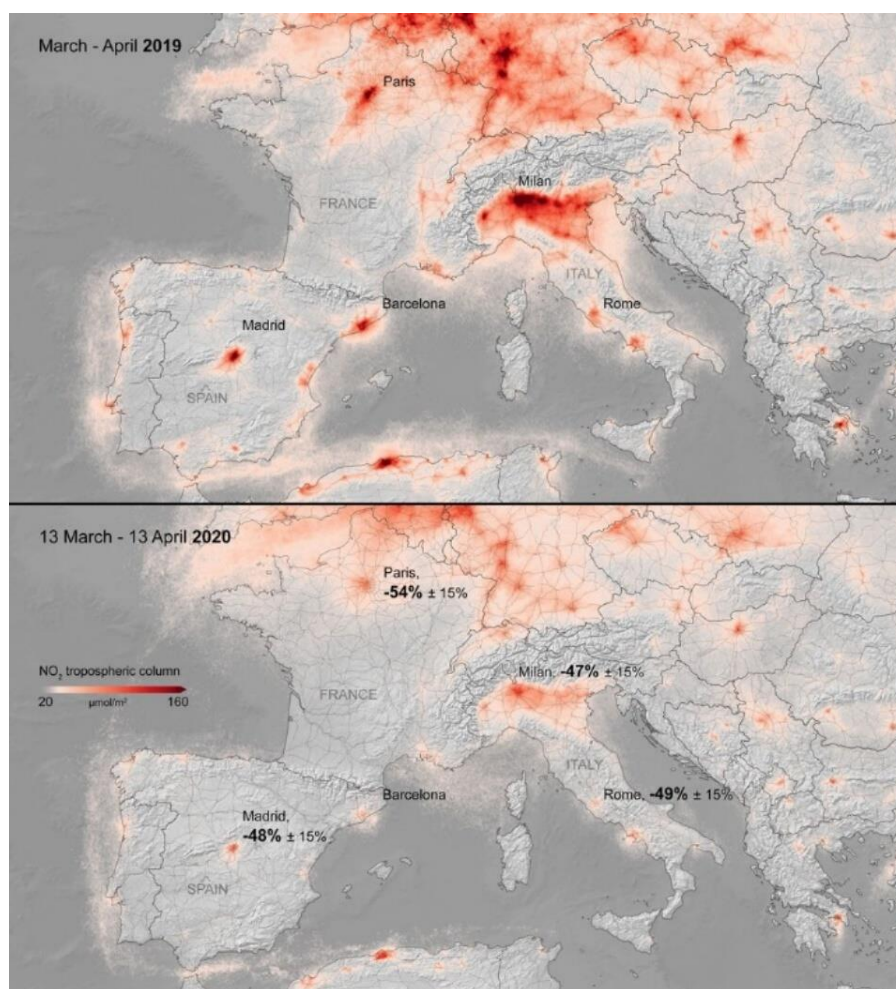 March - April 2019
Paris
FRANCE
Milan
ITALY
Barcelona
Rome
Madrid
SPAIN
13 March - 13 April 2020
Paris,
-54% ± 15%
NO₂ tropospheric column
20 160
µmol/m²
Milan, -47% ± 15%
FRANCE
ITALY
Barcelona
Rome, -49% ± 15%
Madrid,
-48% ± 15%
SPAIN